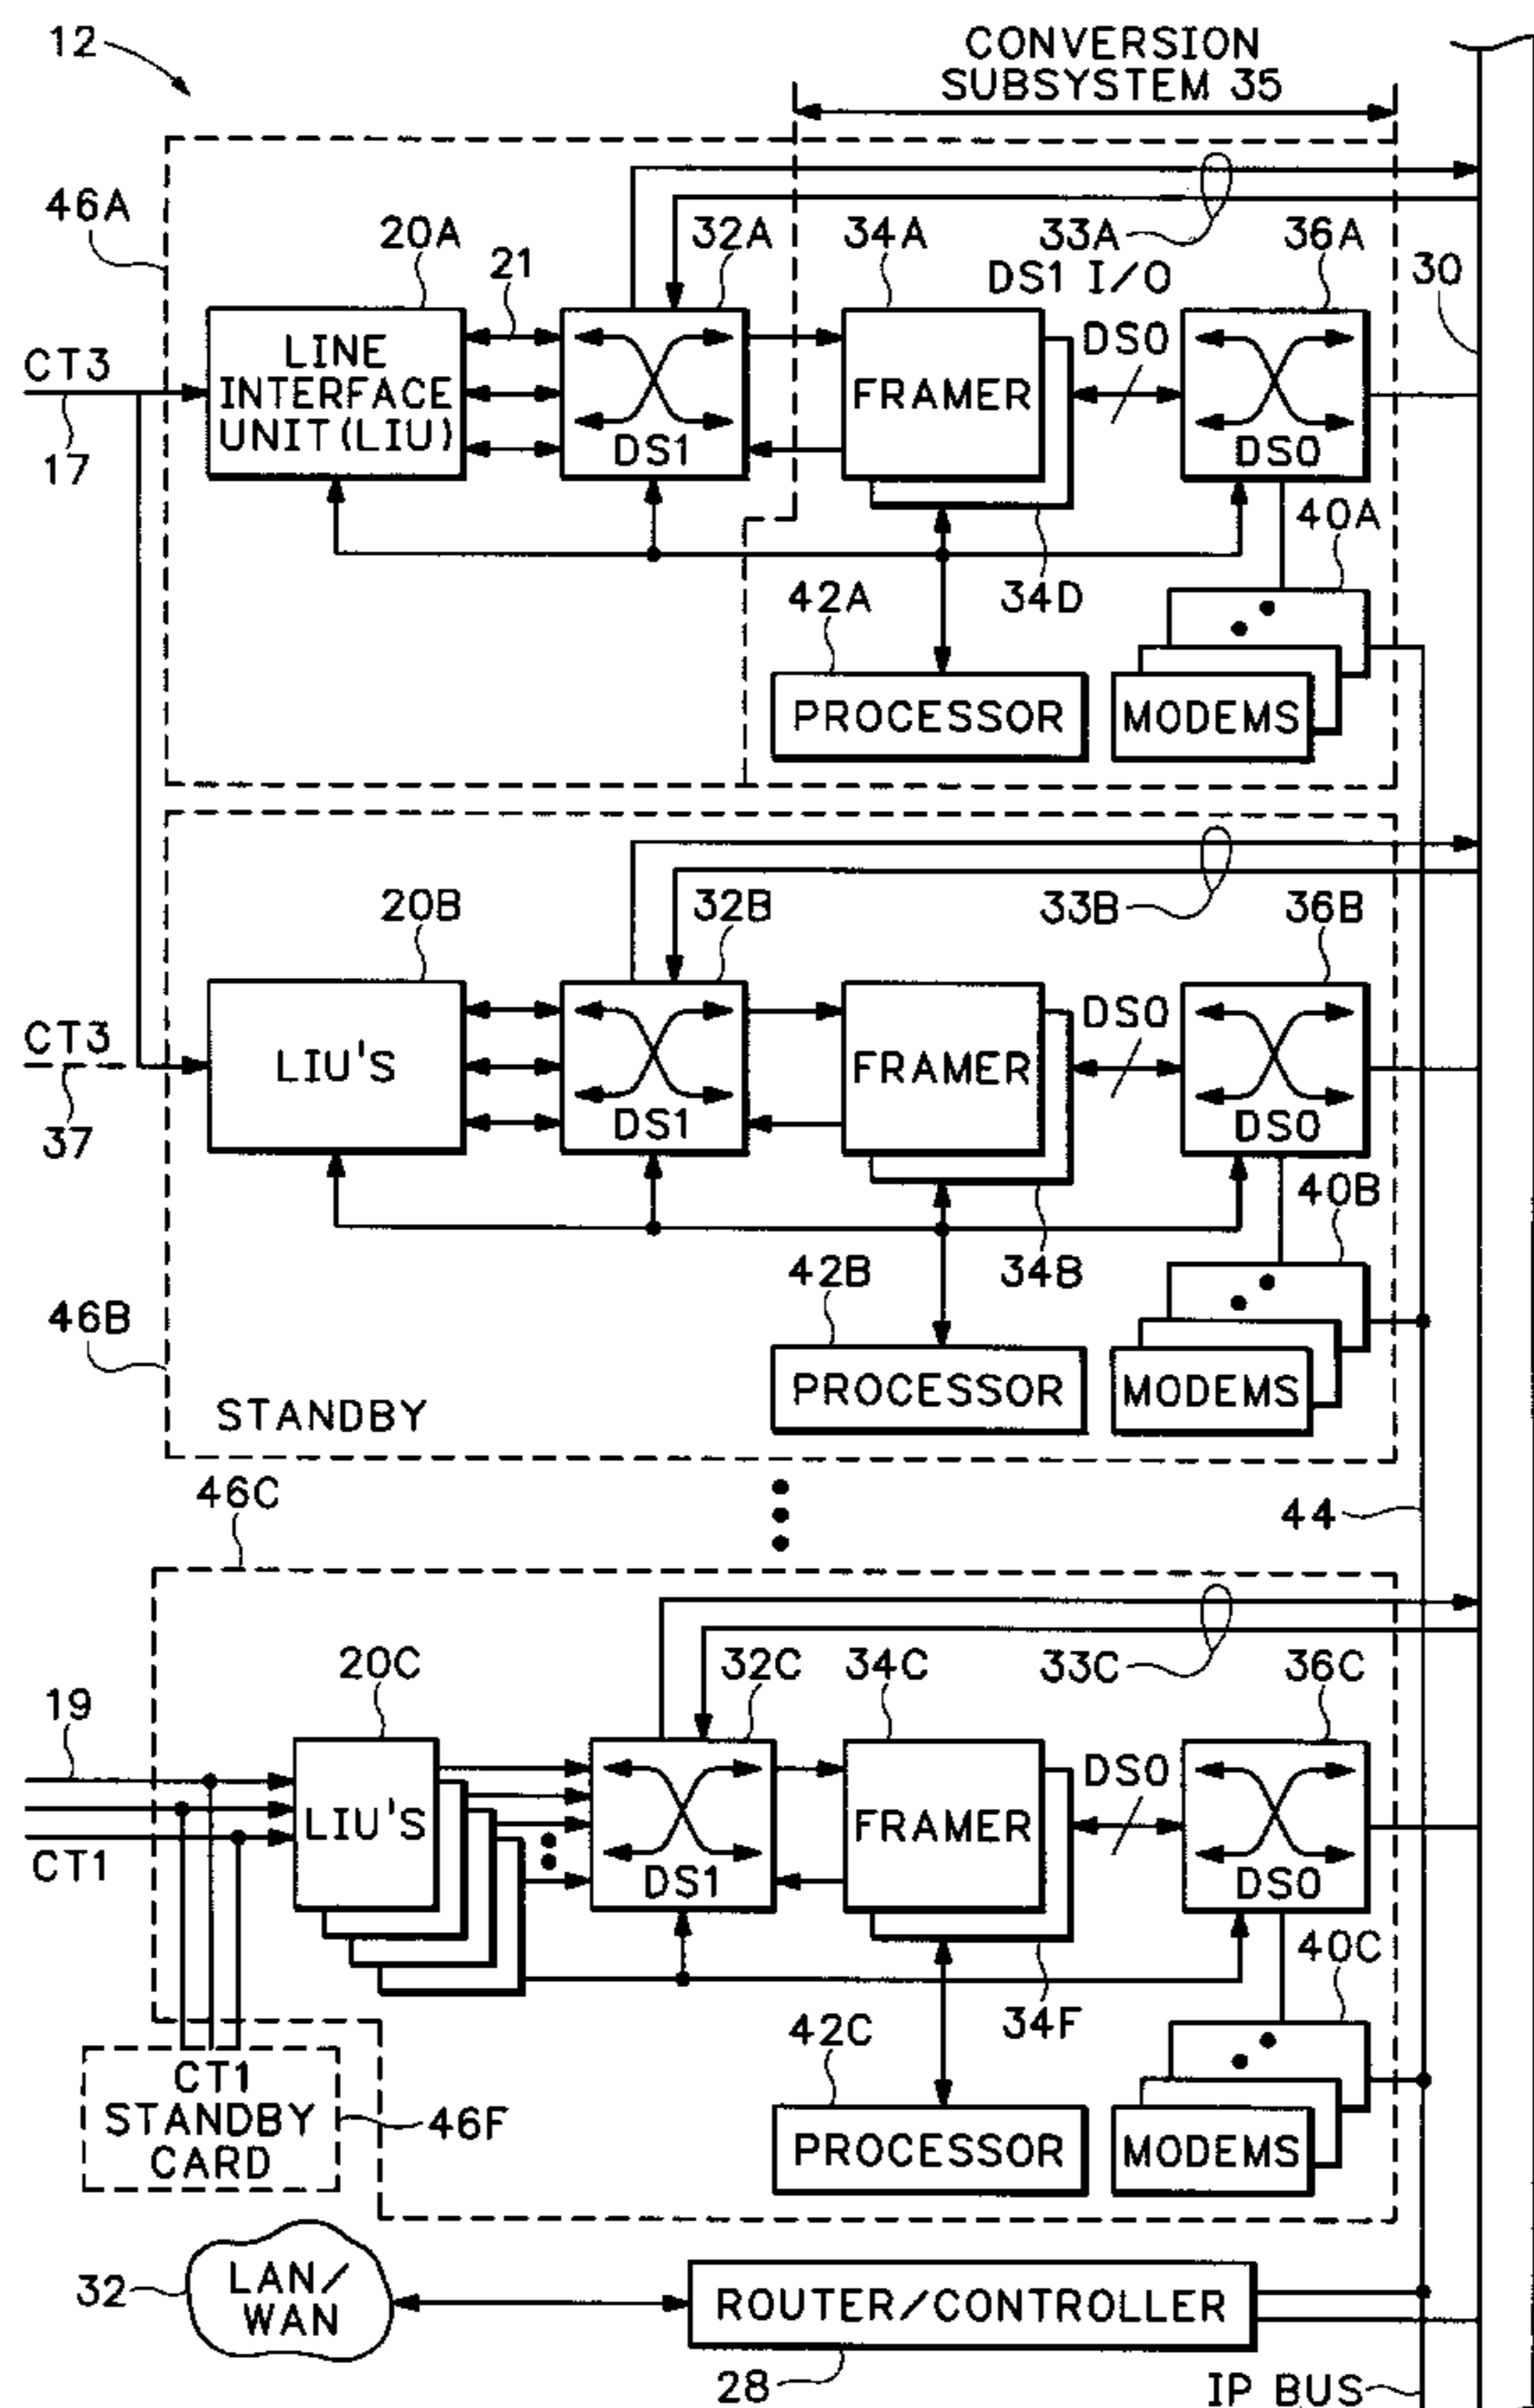 12
CONVERSION
SUBSYSTEM 35
46A
20A
21
32A
34A
33A
36A
30
DS1 I/O
CT3
17
LINE
INTERFACE
UNIT(LIU)
DS1
FRAMER
DS0
DS0
40A
34D
42A
PROCESSOR
MODEMS
20B
32B
33B
36B
CT3
37
LIU'S
DS1
FRAMER
DS0
DS0
40B
34B
42B
46B
PROCESSOR
MODEMS
STANDBY
46C
44
20C
32C
34C
33C
36C
19
CT1
LIU'S
DS1
FRAMER
DS0
DS0
40C
34F
42C
CT1
STANDBY
CARD
46F
PROCESSOR
MODEMS
32
LAN/
WAN
ROUTER/CONTROLLER
28
IP BUS